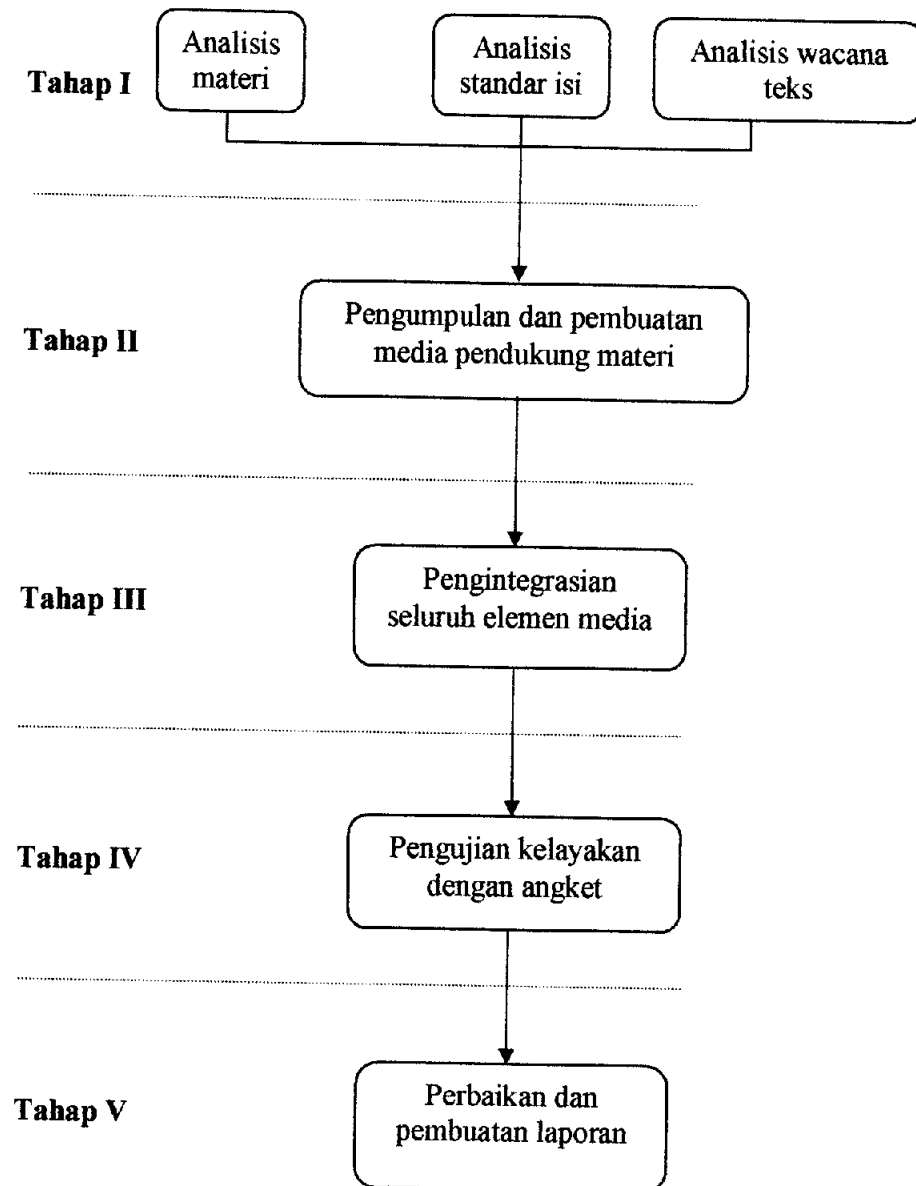 Tahap I
Analisis
materi
Analisis
standar isi
Analisis wacana
teks
Tahap II
Pengumpulan dan pembuatan
media pendukung materi
Tahap III
Pengintegrasian
seluruh elemen media
Tahap IV
Pengujian kelayakan
dengan angket
Tahap V
Perbaikan dan
pembuatan laporan